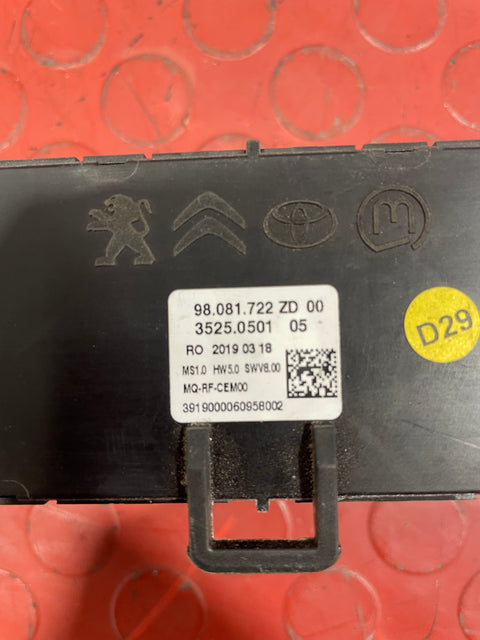 98.081.722 ZD 00
3525.0501 05
RO 2019 03 18
MS1.0 HW5.0 SWV8.00
MQ-RF-CEM00
3919000060958002
D29